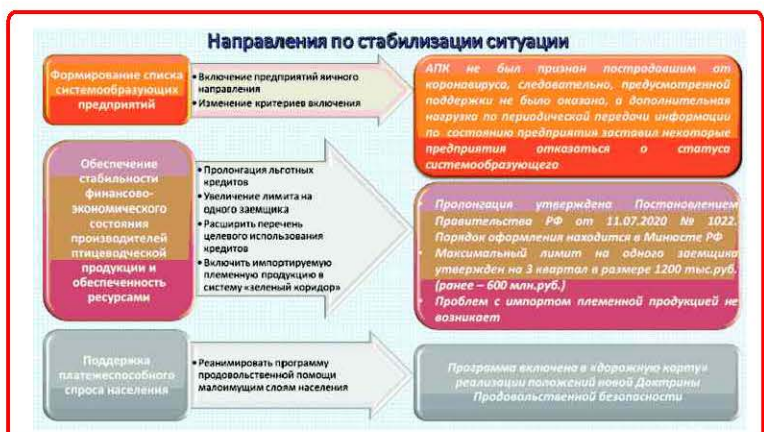 Направления по стабилизации ситуации
Формирование списка
системообразующих
предприятий
• Включение предприятий яичного
направления
• Изменение критериев включения
АПК не был признан постродавшим от
коронавируса, следовательно, предусмотренной
поддержки не было оказано, а дополнительная
нагрузка по периодической передачи информации
по состоянию предприятия заставил некоторые
предприятия отказаться о статуса
системообразующего
Обеспечение
стабильности
финансово-
экономического
состояния
производителей
птицеводческой
продукции и
обеспеченность
ресурсами
• Пролонгация льготных
кредитов
• Увеличение лимита на
одного заемщика
• Расширить перечень
целевого использования
кредитов
• Включить импортируемую
племенную продукцию в
систему «зеленый коридор»
• Пролонгация утверждена Постановлением
Правительства РФ от 11.07.2020 № 1022.
Порядок оформления находится в Минюсте РФ
• Максимальный лимит на одного заемщика
утвержден на 3 квартал в размере 1200 тыс.руб.
(ранее – 600 млн.руб.)
• Проблем с импортом племенной продукцией не
возникает
Поддержка
платежеспособного
спроса населения
• Реанимировать программу
продовольственной помощи
малоимущим слоям населения
Программа включена в «дорожную карту»
реализации положений новой Доктрины
Продовольственной безопасности